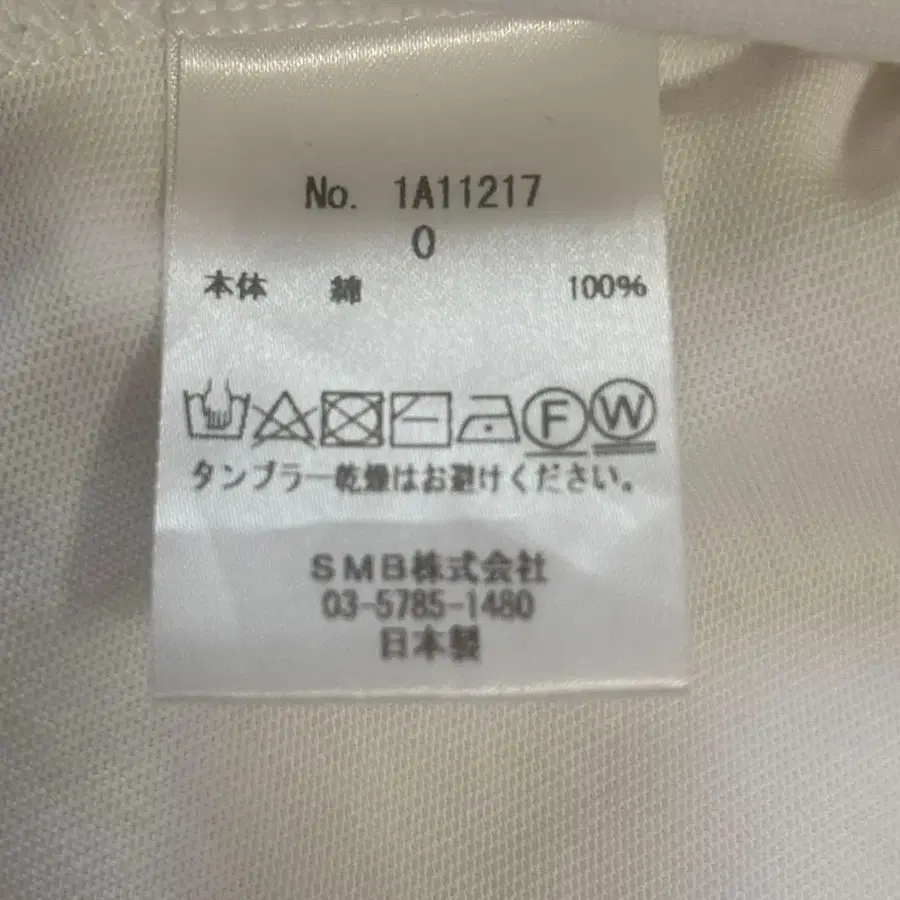 No. 1A11217
0
本体 綿 100%
F W
タンブラー乾燥はお避けください。
SMB株式会社
03-5785-1480
日本製